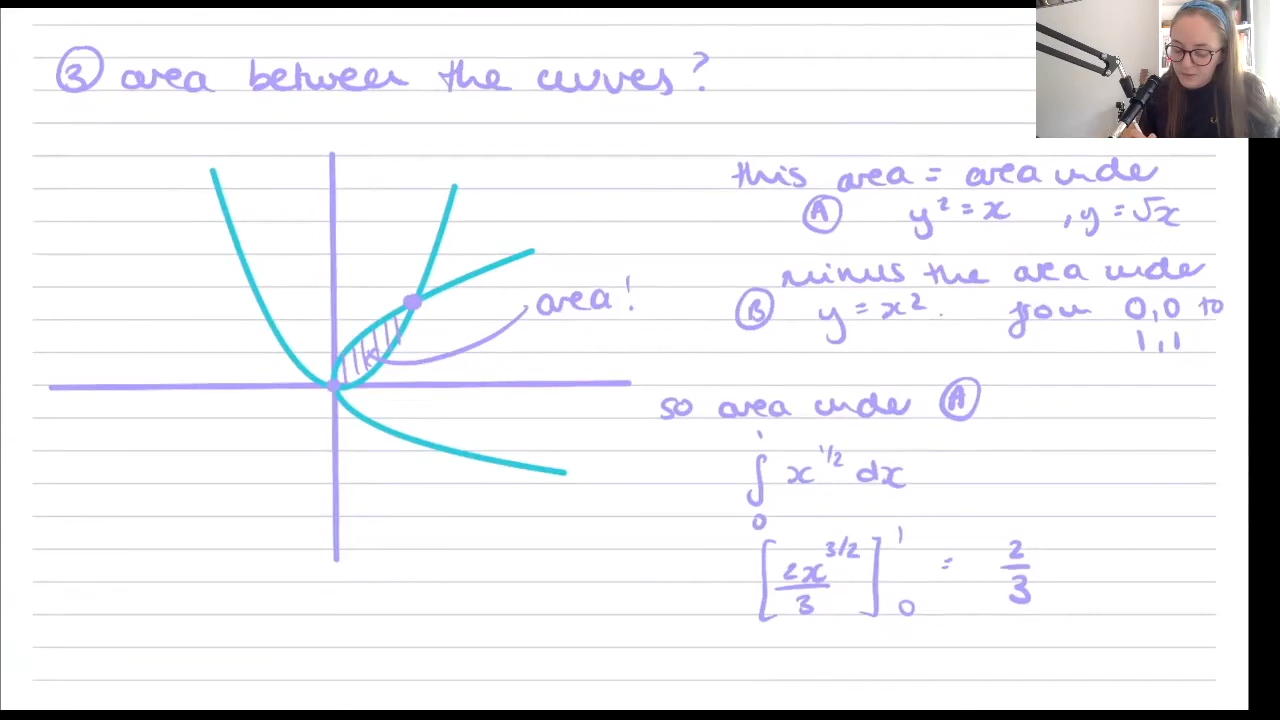 ③ area between the curves?
area!
this area = area under
Ⓐ y² = x , y = √x
minus the area under
Ⓑ y = x². from 0,0 to
1,1
so area under Ⓐ
∫₀¹ x^1/2 dx
[2x^3/2 / 3]₀¹ = 2/3